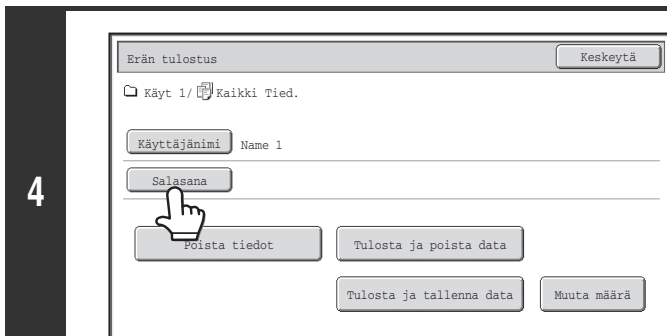 4
Erän tulostus Keskeytä
Käyt 1/ Kaikki Tied.
Käyttäjänimi Name 1
Salasana
Poista tiedot Tulosta ja poista data
Tulosta ja tallenna data Muuta määrä